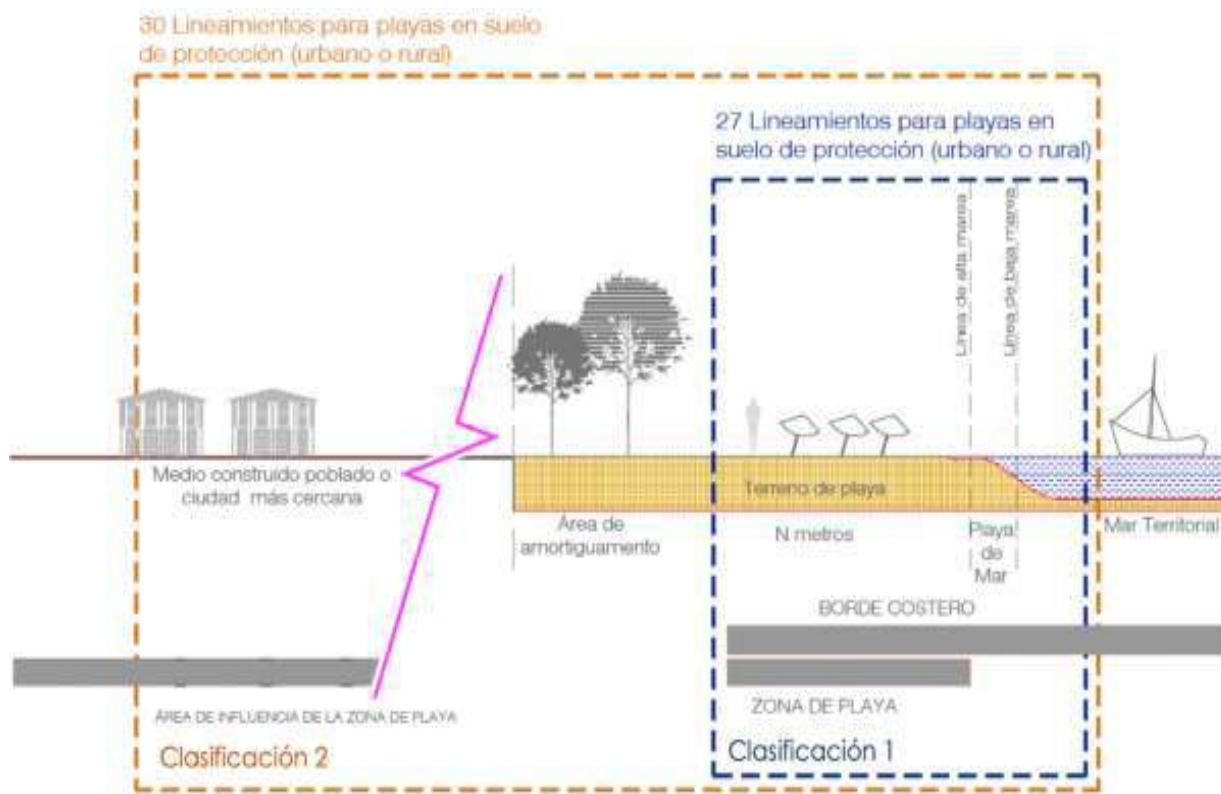 30 Lineamientos para playas en suelo
de protección (urbano o rural)
27 Lineamientos para playas en
suelo de protección (urbano o rural)
Línea de alta marea
Línea de baja marea
Medio construido poblado o
ciudad más cercana
Terreno de playa
Área de
amortiguamento
N metros
Playa
de
Mar
Mar Territorial
BORDE COSTERO
ZONA DE PLAYA
ÁREA DE INFLUENCIA DE LA ZONA DE PLAYA
Clasificación 2
Clasificación 1